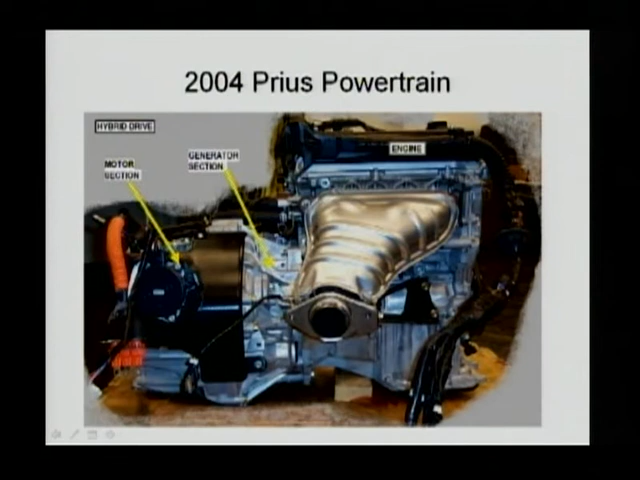 2004 Prius Powertrain
HYBRID DRIVE
MOTOR
SECTION
GENERATOR
SECTION
ENGINE